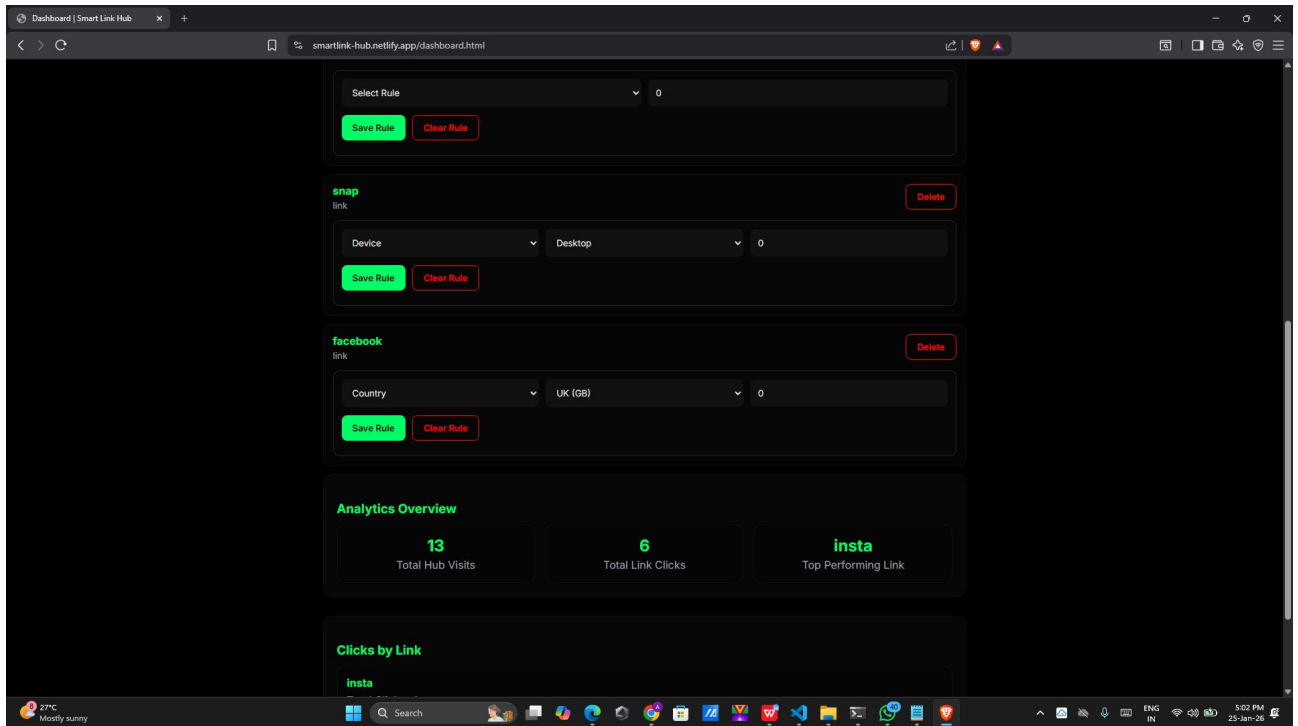 Dashboard | Smart Link Hub
smartlink-hub.netlify.app/dashboard.html
Select Rule 0
Save Rule Clear Rule
snap
link
Delete
Device Desktop 0
Save Rule Clear Rule
facebook
link
Delete
Country UK (GB) 0
Save Rule Clear Rule
Analytics Overview
13 6 insta
Total Hub Visits Total Link Clicks Top Performing Link
Clicks by Link
insta
8
27°C
Mostly sunny
Search
40
ENG
IN
5:02 PM
25-Jan-26